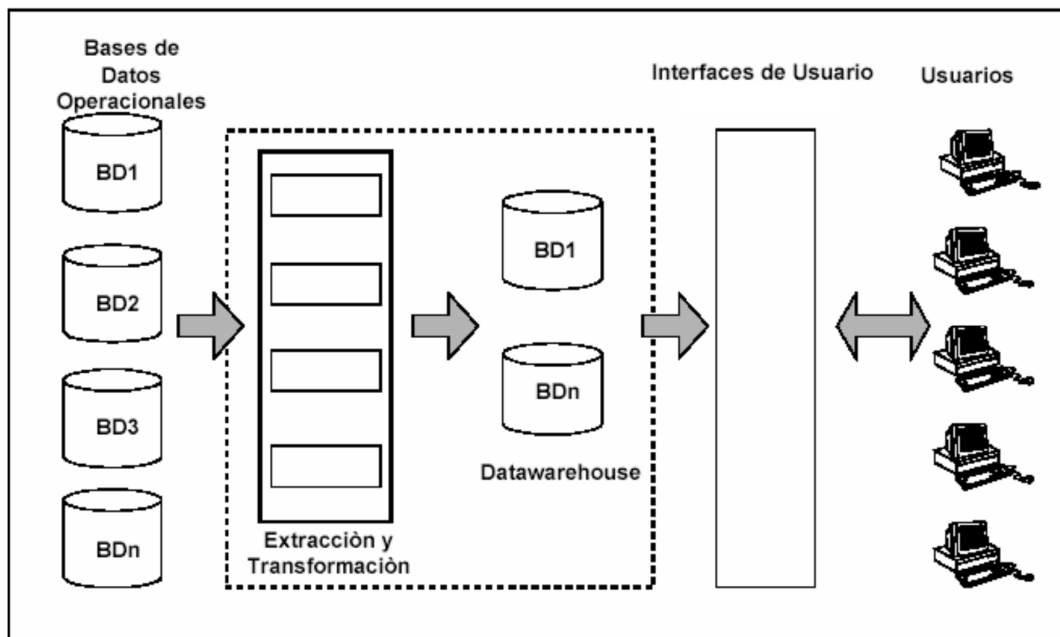 Bases de
Datos
Operacionales
BD1
BD2
BD3
BDn
Extracciòn y
Transformaciòn
BD1
BDn
Datawarehouse
Interfaces de Usuario
Usuarios